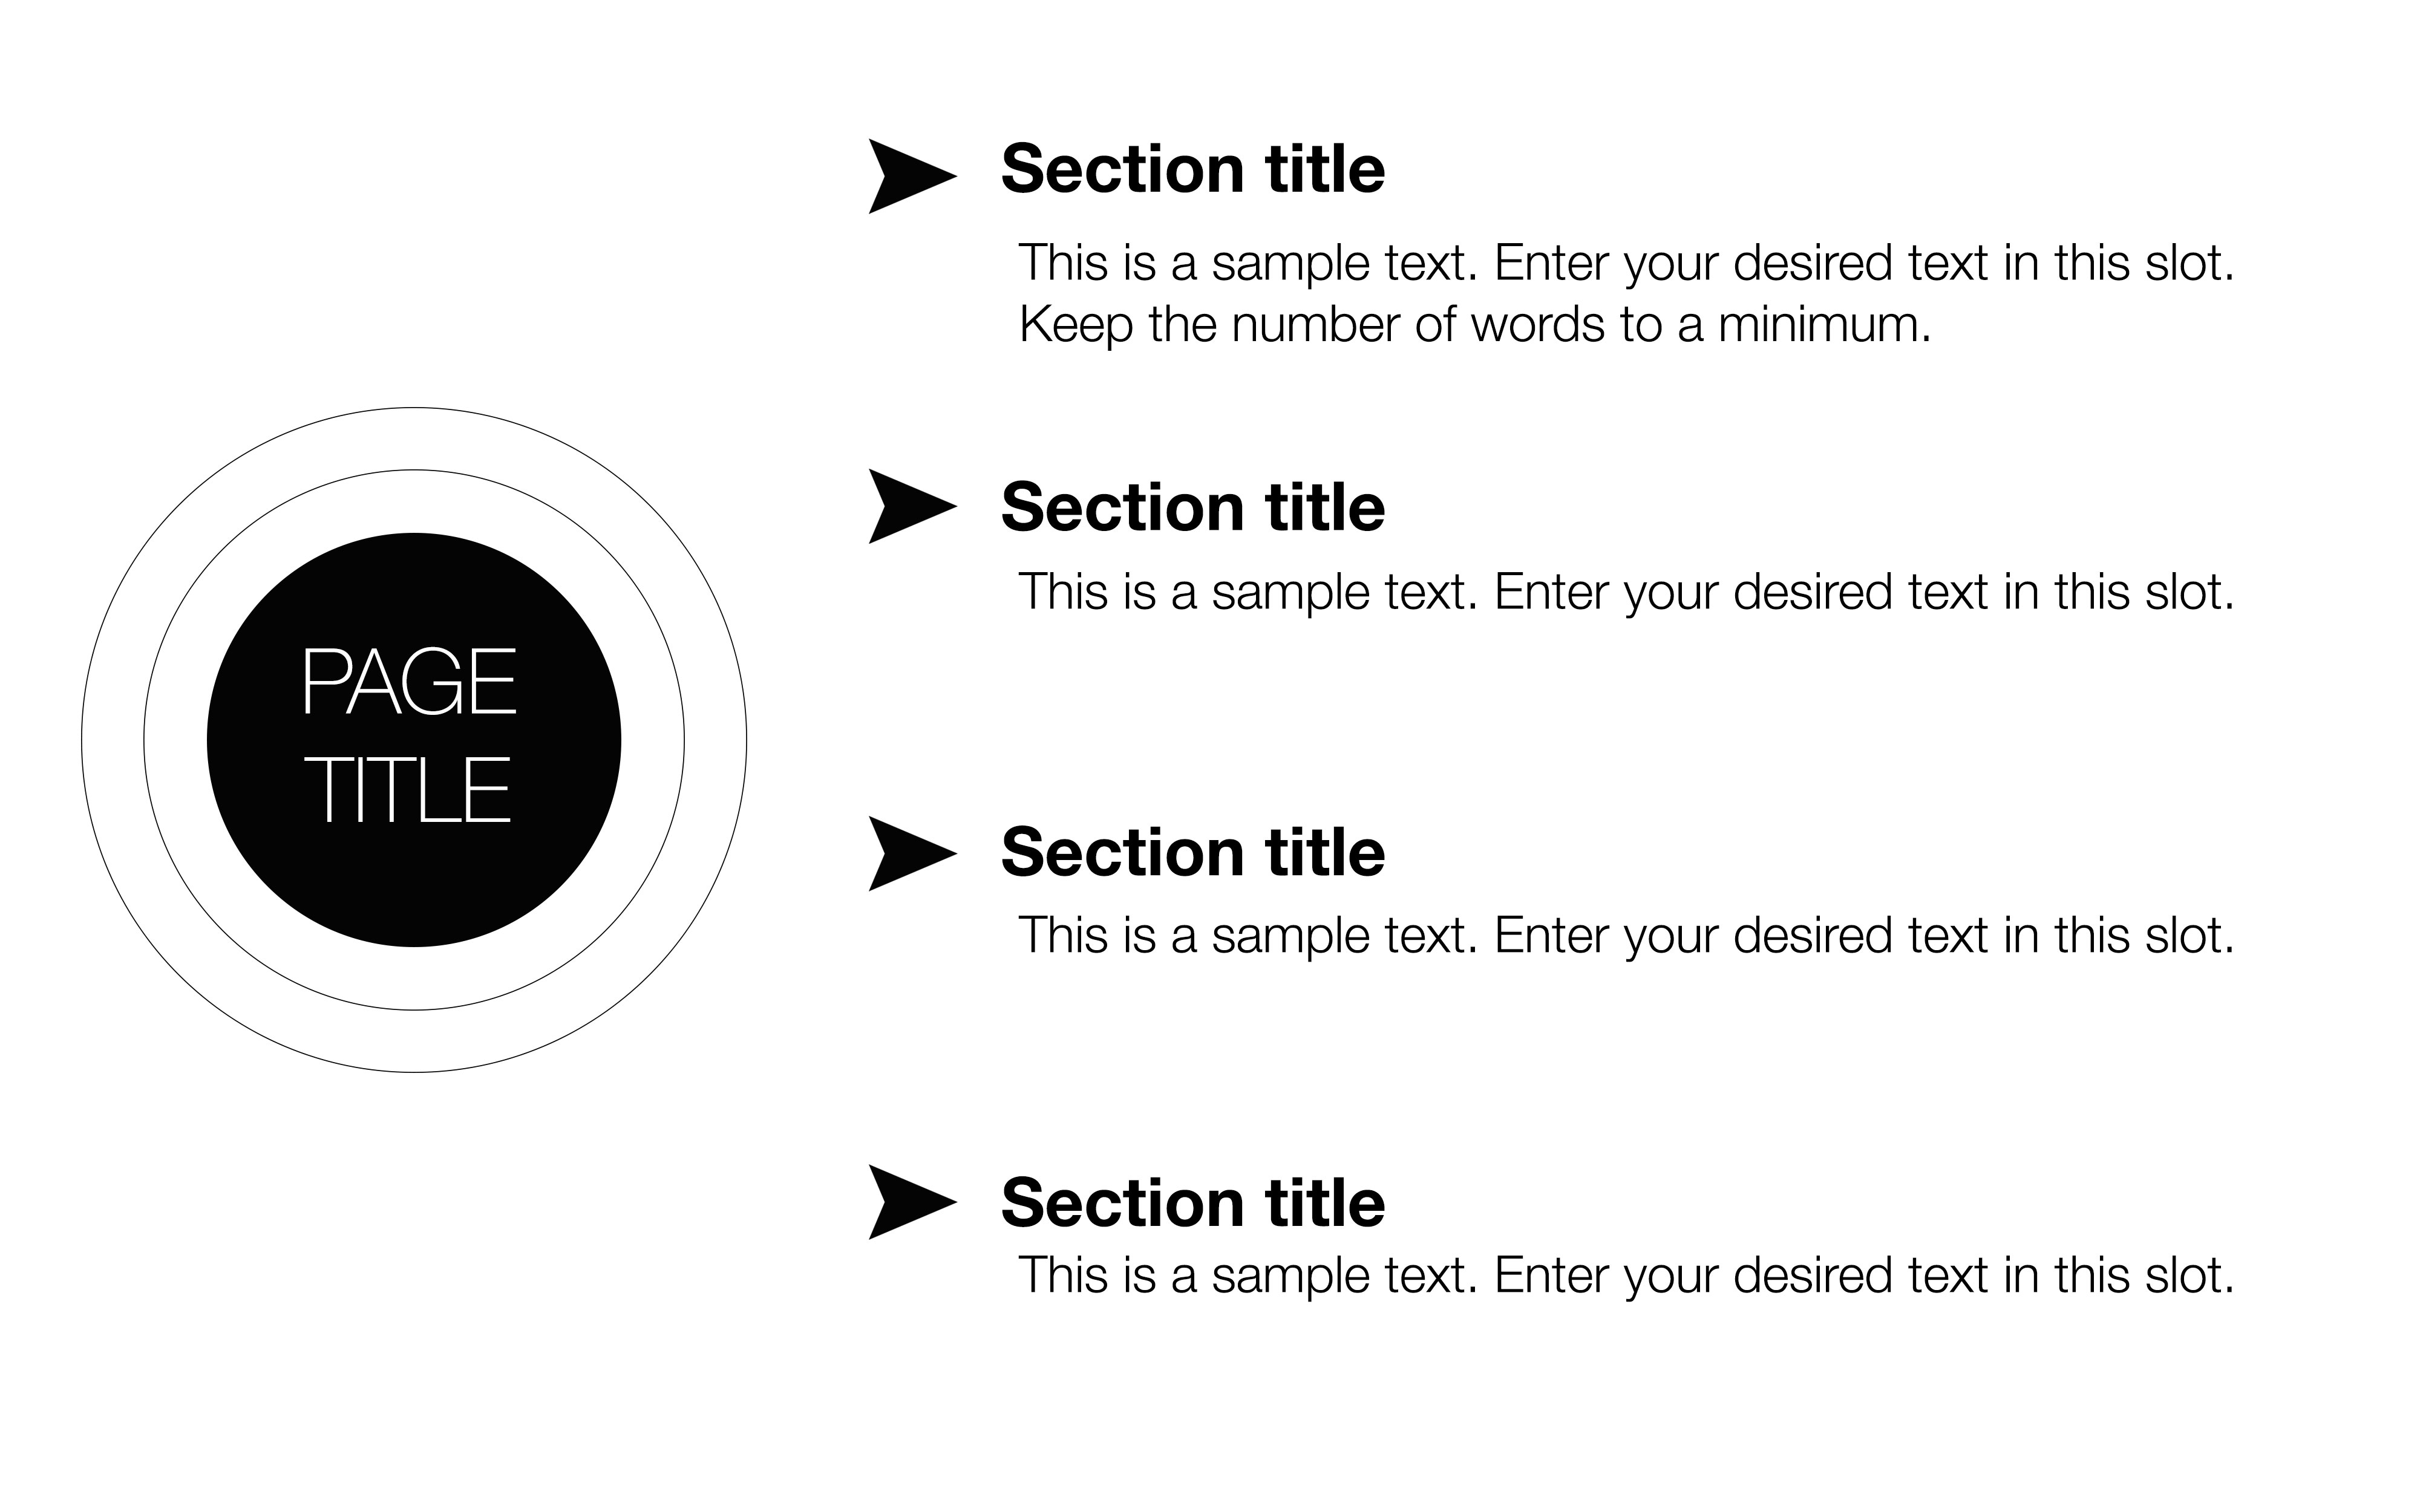 PAGE
TITLE
Section title
This is a sample text. Enter your desired text in this slot.
Keep the number of words to a minimum.
Section title
This is a sample text. Enter your desired text in this slot.
Section title
This is a sample text. Enter your desired text in this slot.
Section title
This is a sample text. Enter your desired text in this slot.